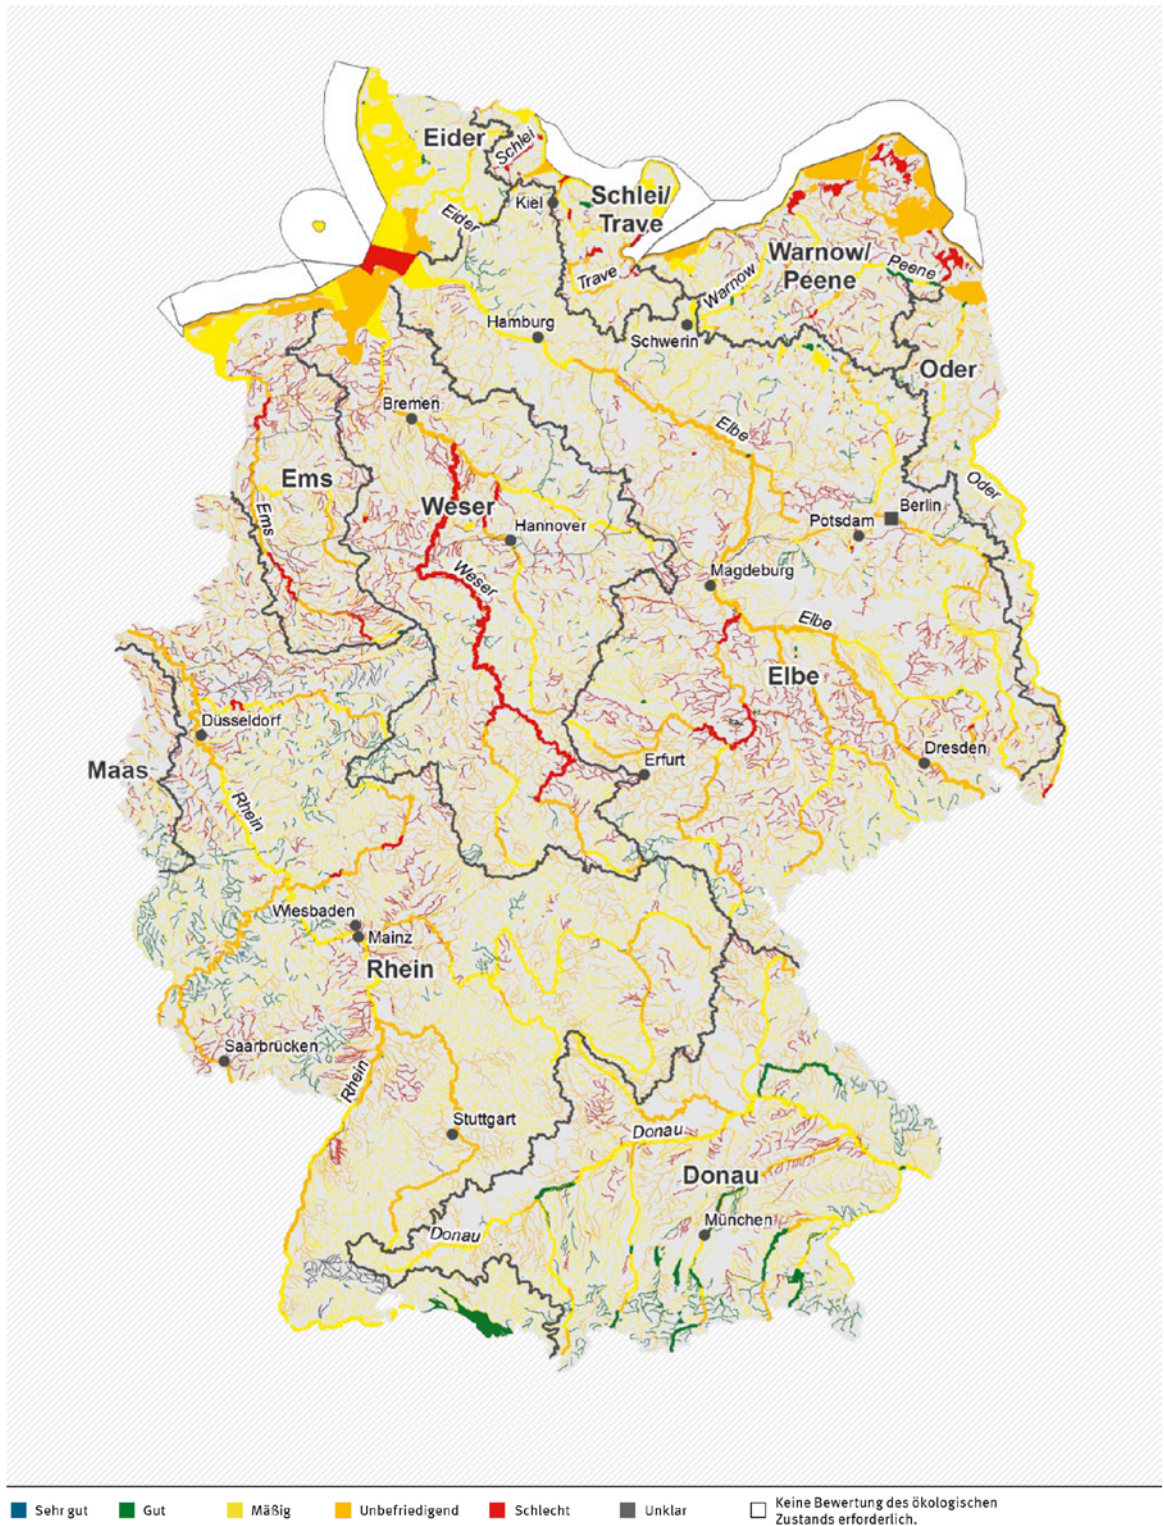 Eider
Schlei
Kiel
Schlei/
Trave
Eider
Warnow/
Peene
Peene
Trave
Warnow
Hamburg
Schwerin
Oder
Bremen
Elbe
Ems
Oder
Weser
Berlin
Ems
Potsdam
Hannover
Weser
Magdeburg
Elbe
Elbe
Düsseldorf
Dresden
Maas
Erfurt
Rhein
Wiesbaden
Mainz
Rhein
Saarbrücken
Rhein
Stuttgart
Donau
Donau
München
Donau
Sehr gut
Gut
Mäßig
Unbefriedigend
Schlecht
Unklar
Keine Bewertung des ökologischen
Zustands erforderlich.